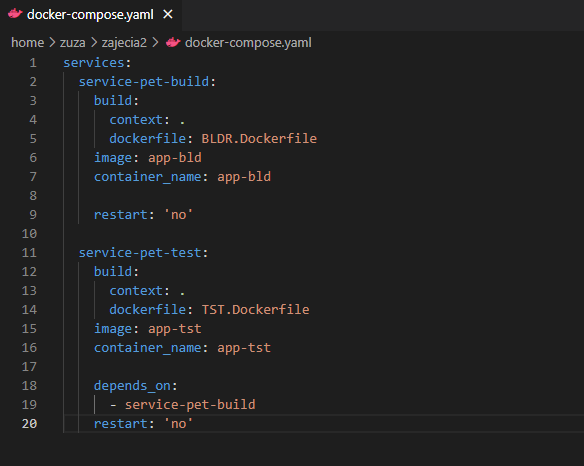 docker-compose.yaml
home > zuza > zajecia2 > docker-compose.yaml
1 services:
2   service-pet-build:
3     build:
4       context: .
5       dockerfile: BLDR.Dockerfile
6     image: app-bld
7     container_name: app-bld
8
9     restart: 'no'
10
11   service-pet-test:
12     build:
13       context: .
14       dockerfile: TST.Dockerfile
15     image: app-tst
16     container_name: app-tst
17
18     depends_on:
19       - service-pet-build
20     restart: 'no'